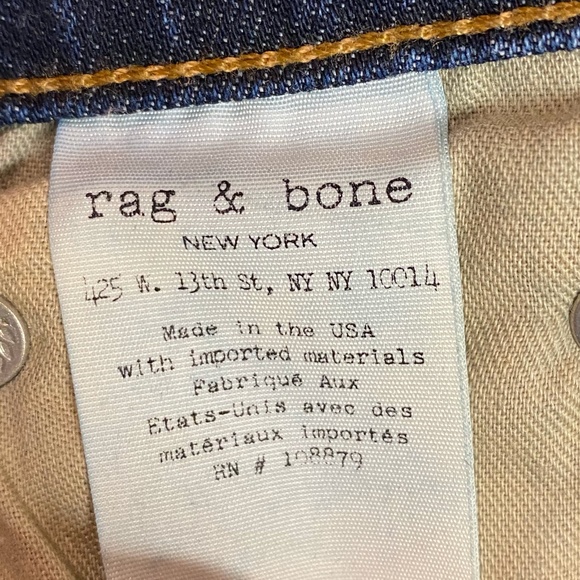 rag & bone
NEW YORK
425 W. 13th St, NY NY 10014
Made in the USA
with imported materials
Fabriqué Aux
Etats-Unis avec des
matériaux importés
RN # 108879